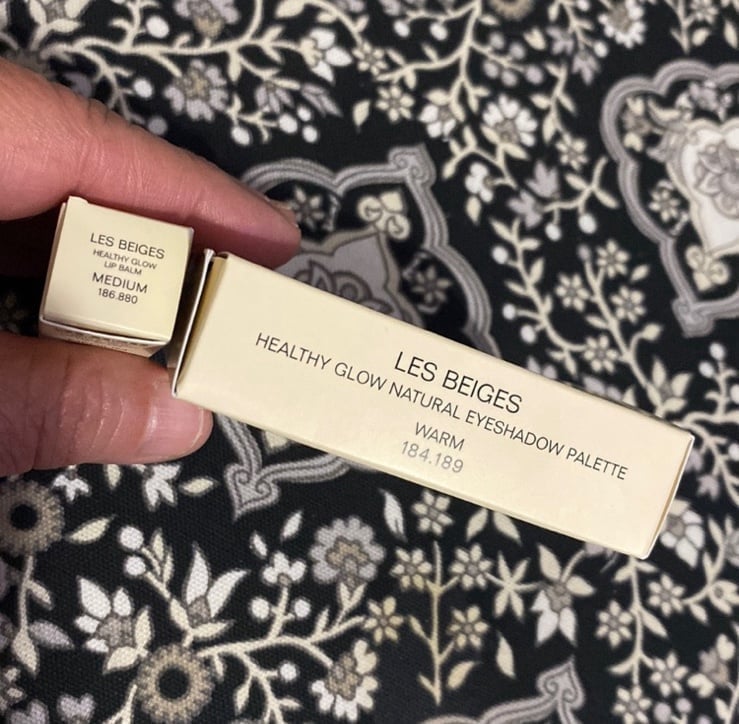 LES BEIGES
HEALTHY GLOW
LIP BALM
MEDIUM
186.880
LES BEIGES
HEALTHY GLOW NATURAL EYESHADOW PALETTE
WARM
184.189